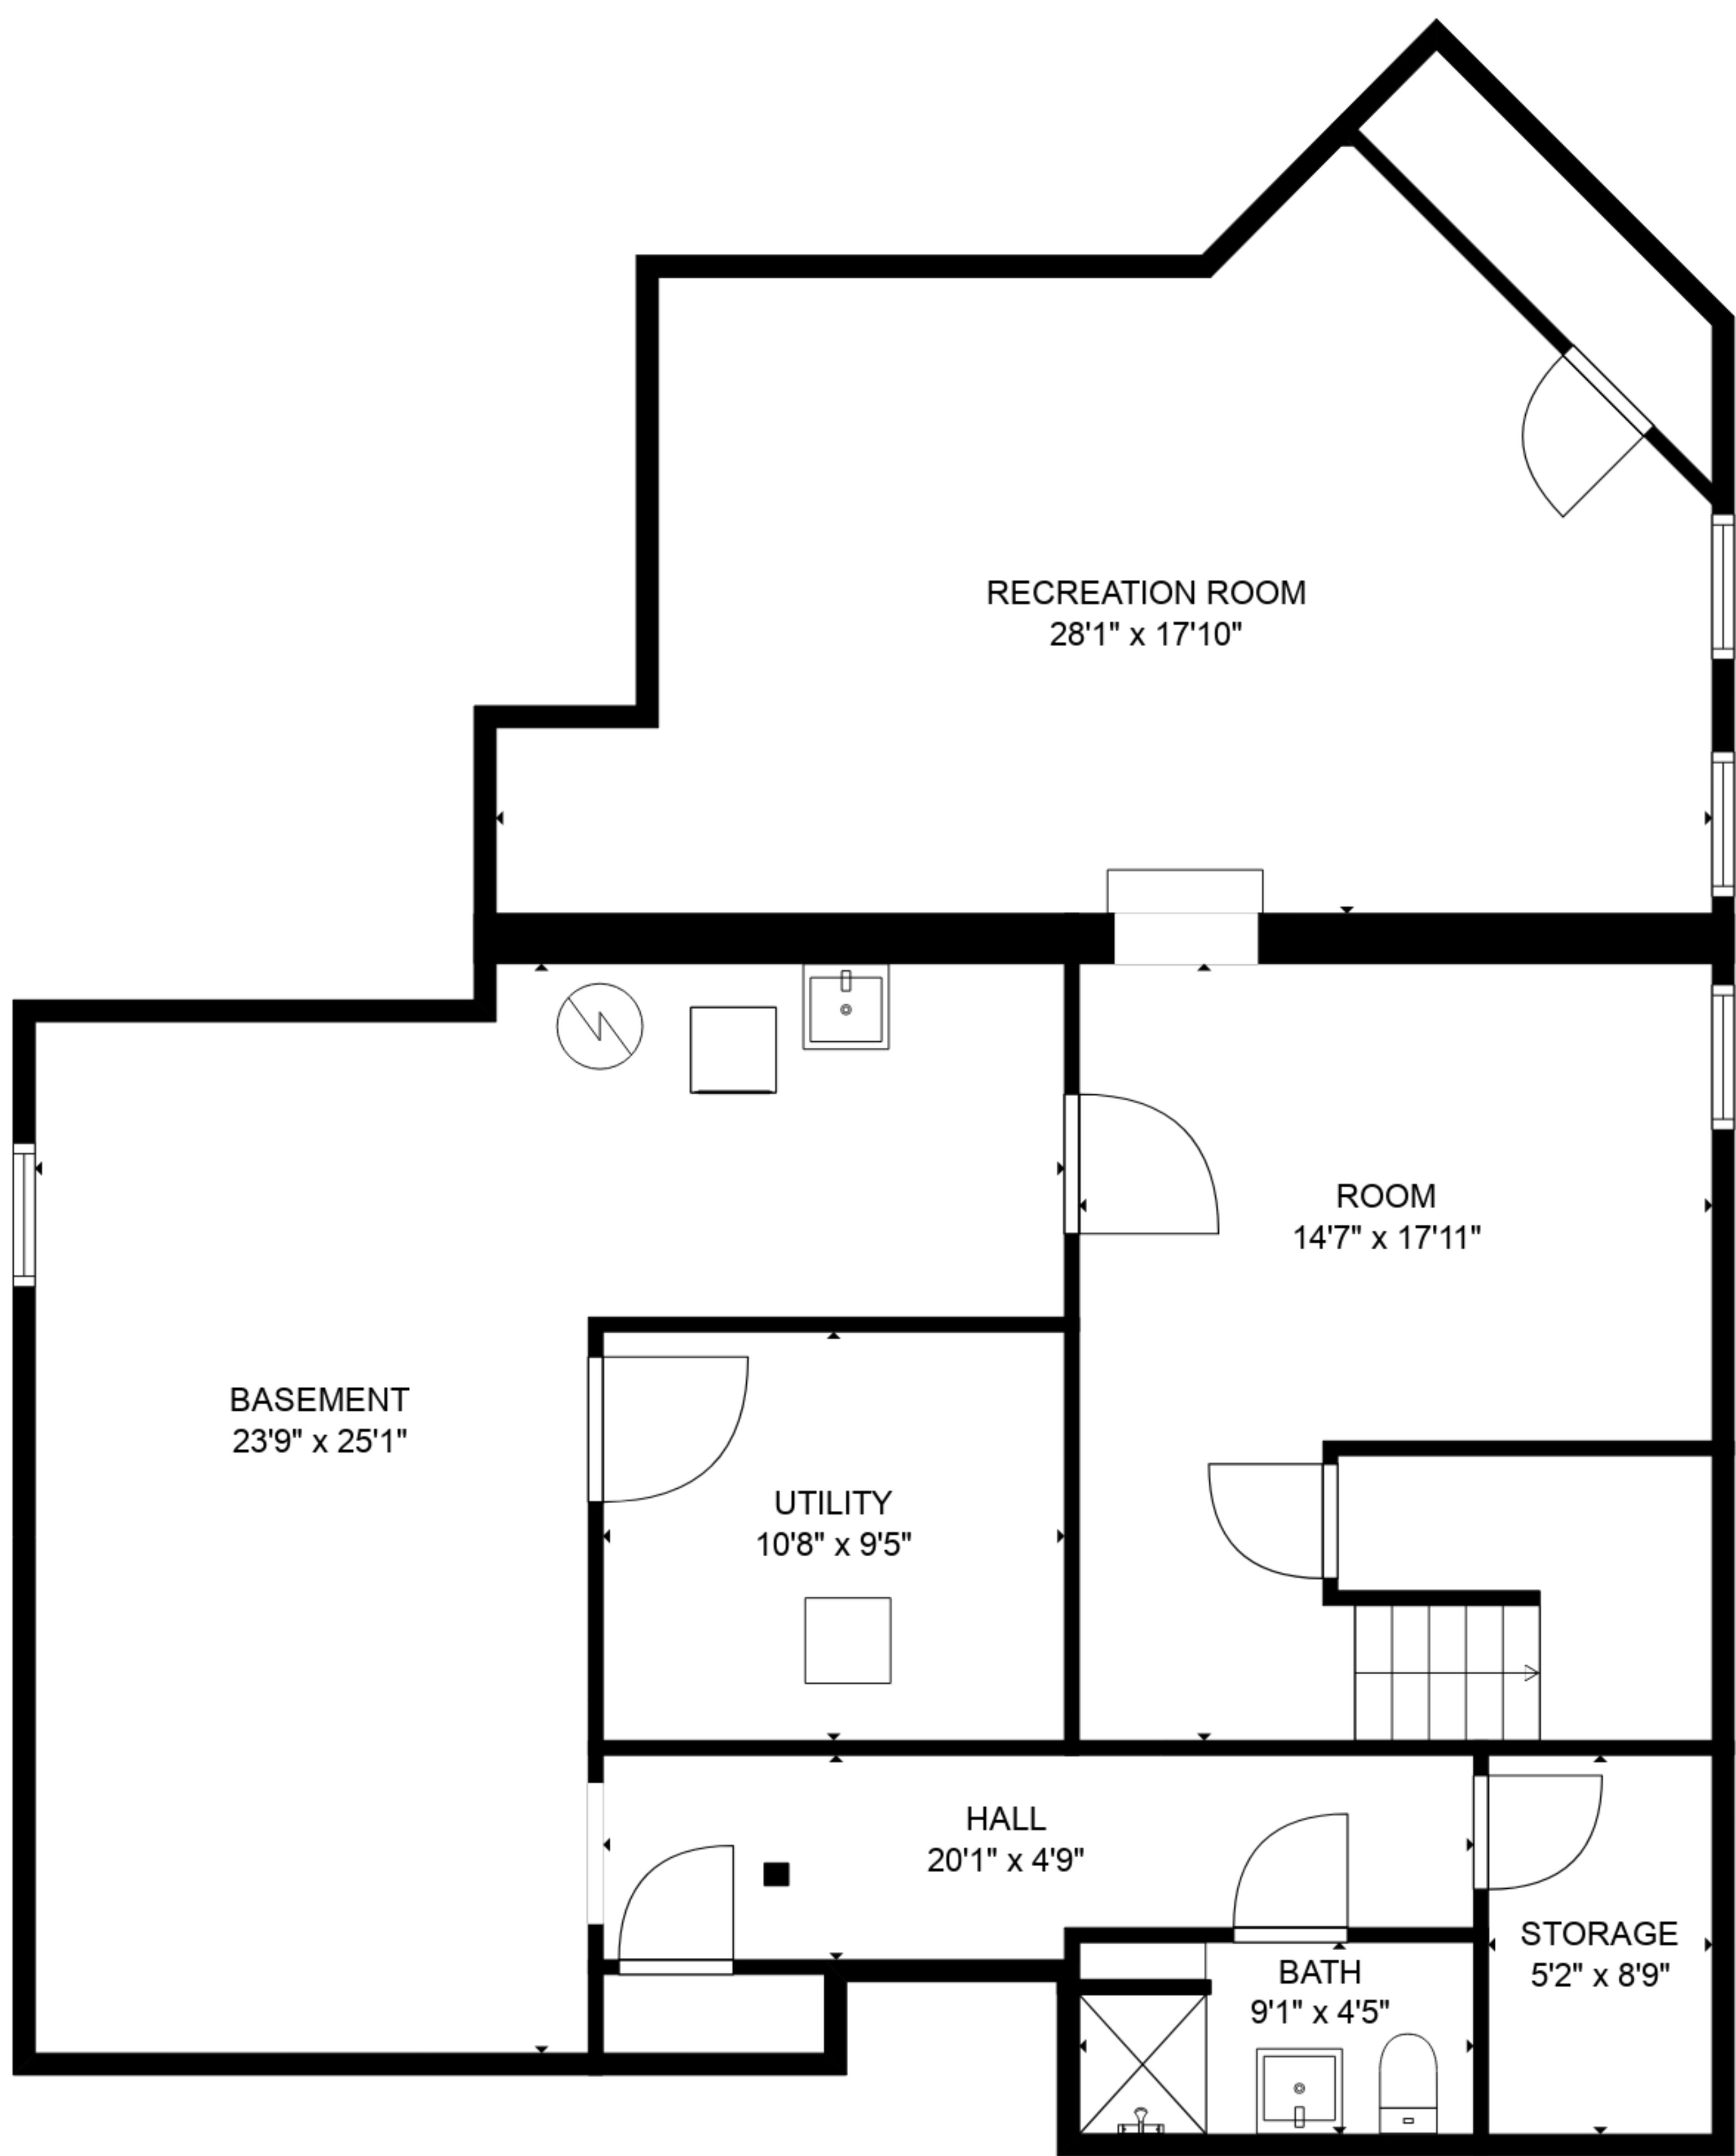 RECREATION ROOM
28'1" x 17'10"
ROOM
14'7" x 17'11"
BASEMENT
23'9" x 25'1"
UTILITY
10'8" x 9'5"
HALL
20'1" x 4'9"
STORAGE
5'2" x 8'9"
BATH
9'1" x 4'5"